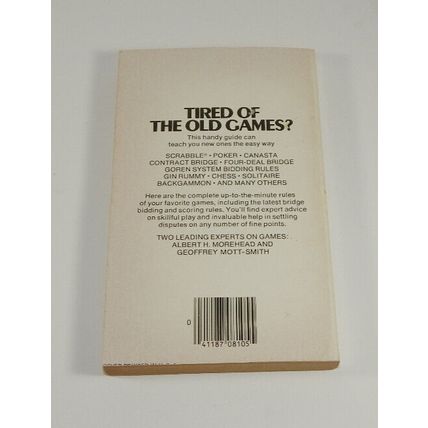 TIRED OF
THE OLD GAMES?
This handy guide can
teach you new ones the easy way
SCRABBLE® • POKER • CANASTA
CONTRACT BRIDGE • FOUR-DEAL BRIDGE
GOREN SYSTEM BIDDING RULES
GIN RUMMY • CHESS • SOLITAIRE
BACKGAMMON • AND MANY OTHERS
Here are the complete up-to-the-minute rules
of your favorite games, including the latest bridge
bidding and scoring rules. You'll find expert advice
on skillful play and invaluable help in settling
disputes on any number of fine points.
TWO LEADING EXPERTS ON GAMES:
ALBERT H. MOREHEAD AND
GEOFFREY MOTT-SMITH
0
41187 08105